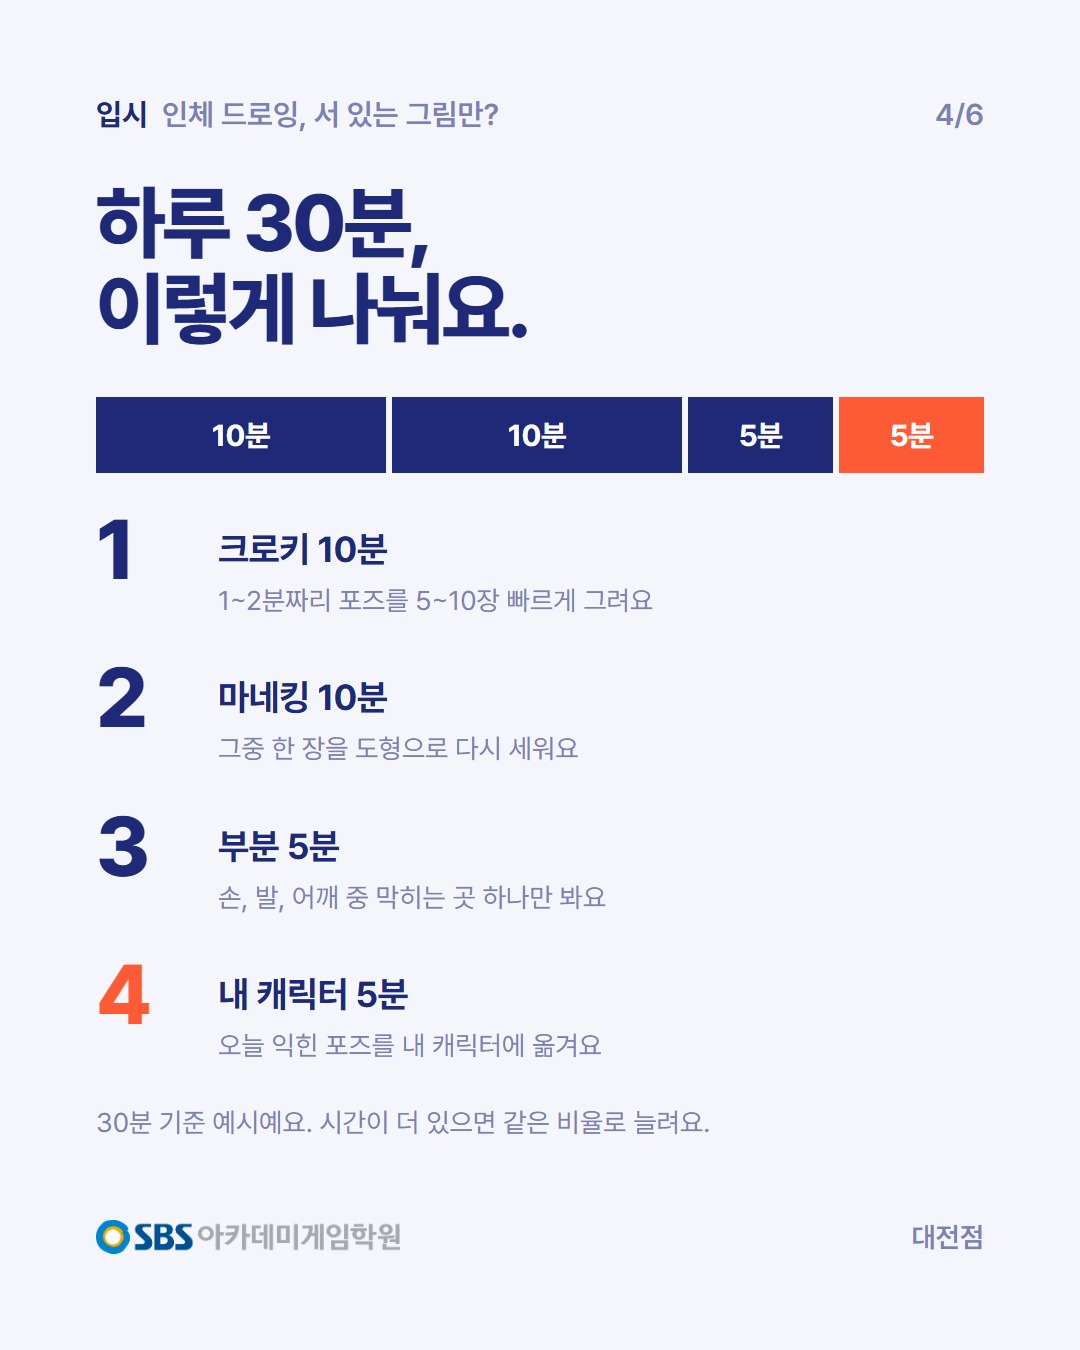 입시 인체 드로잉, 서 있는 그림만?
4/6
하루 30분,
이렇게 나눠요.
10분 10분 5분 5분
1
크로키 10분
1~2분짜리 포즈를 5~10장 빠르게 그려요
2
마네킹 10분
그중 한 장을 도형으로 다시 세워요
3
부분 5분
손, 발, 어깨 중 막히는 곳 하나만 봐요
4
내 캐릭터 5분
오늘 익힌 포즈를 내 캐릭터에 옮겨요
30분 기준 예시예요. 시간이 더 있으면 같은 비율로 늘려요.
SBS 아카데미게임학원
대전점